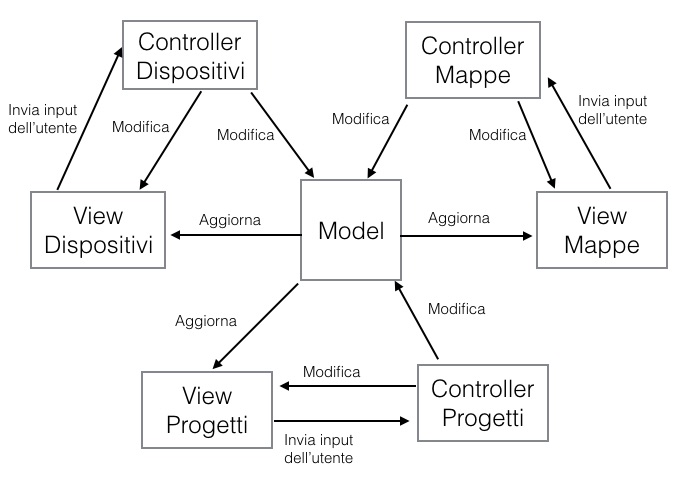 Controller
Dispositivi
Controller
Mappe
Invia input
dell'utente
Modifica
Modifica
Modifica
Modifica
Invia input
dell'utente
View
Dispositivi
Aggiorna
Model
Aggiorna
View
Mappe
Aggiorna
Modifica
View
Progetti
Modifica
Invia input
dell'utente
Controller
Progetti